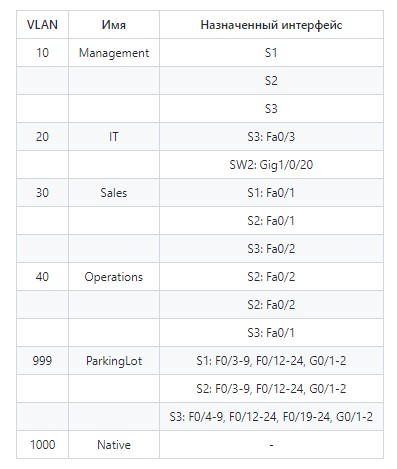 VLAN Имя Назначенный интерфейс
10 Management S1
S2
S3
20 IT S3: Fa0/3
SW2: Gig1/0/20
30 Sales S1: Fa0/1
S2: Fa0/1
S3: Fa0/2
40 Operations S2: Fa0/2
S2: Fa0/2
S3: Fa0/1
999 ParkingLot S1: F0/3-9, F0/12-24, G0/1-2
S2: F0/3-9, F0/12-24, G0/1-2
S3: F0/4-9, F0/12-24, F0/19-24, G0/1-2
1000 Native -